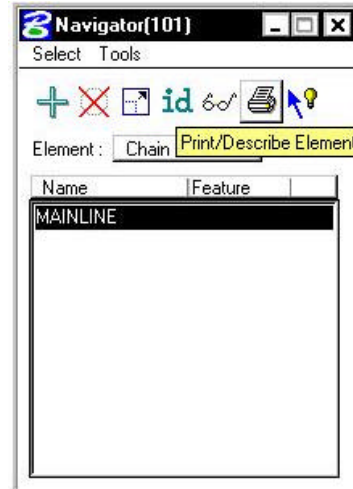 Navigator(101)
Select Tools
id
Element : Chain Print/Describe Element
Name Feature
MAINLINE